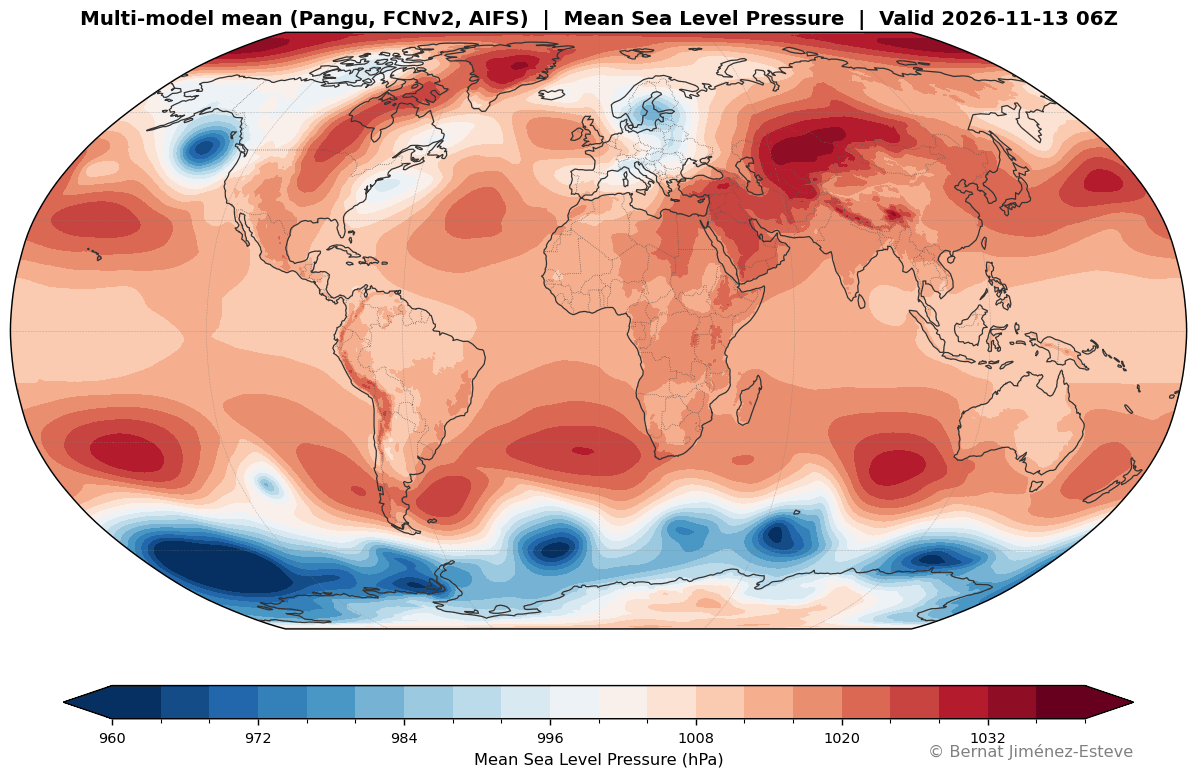 Multi-model mean (Pangu, FCNv2, AIFS)  |  Mean Sea Level Pressure  |  Valid 2026-11-13 06Z
960 972 984 996 1008 1020 1032
Mean Sea Level Pressure (hPa)
© Bernat Jiménez-Esteve